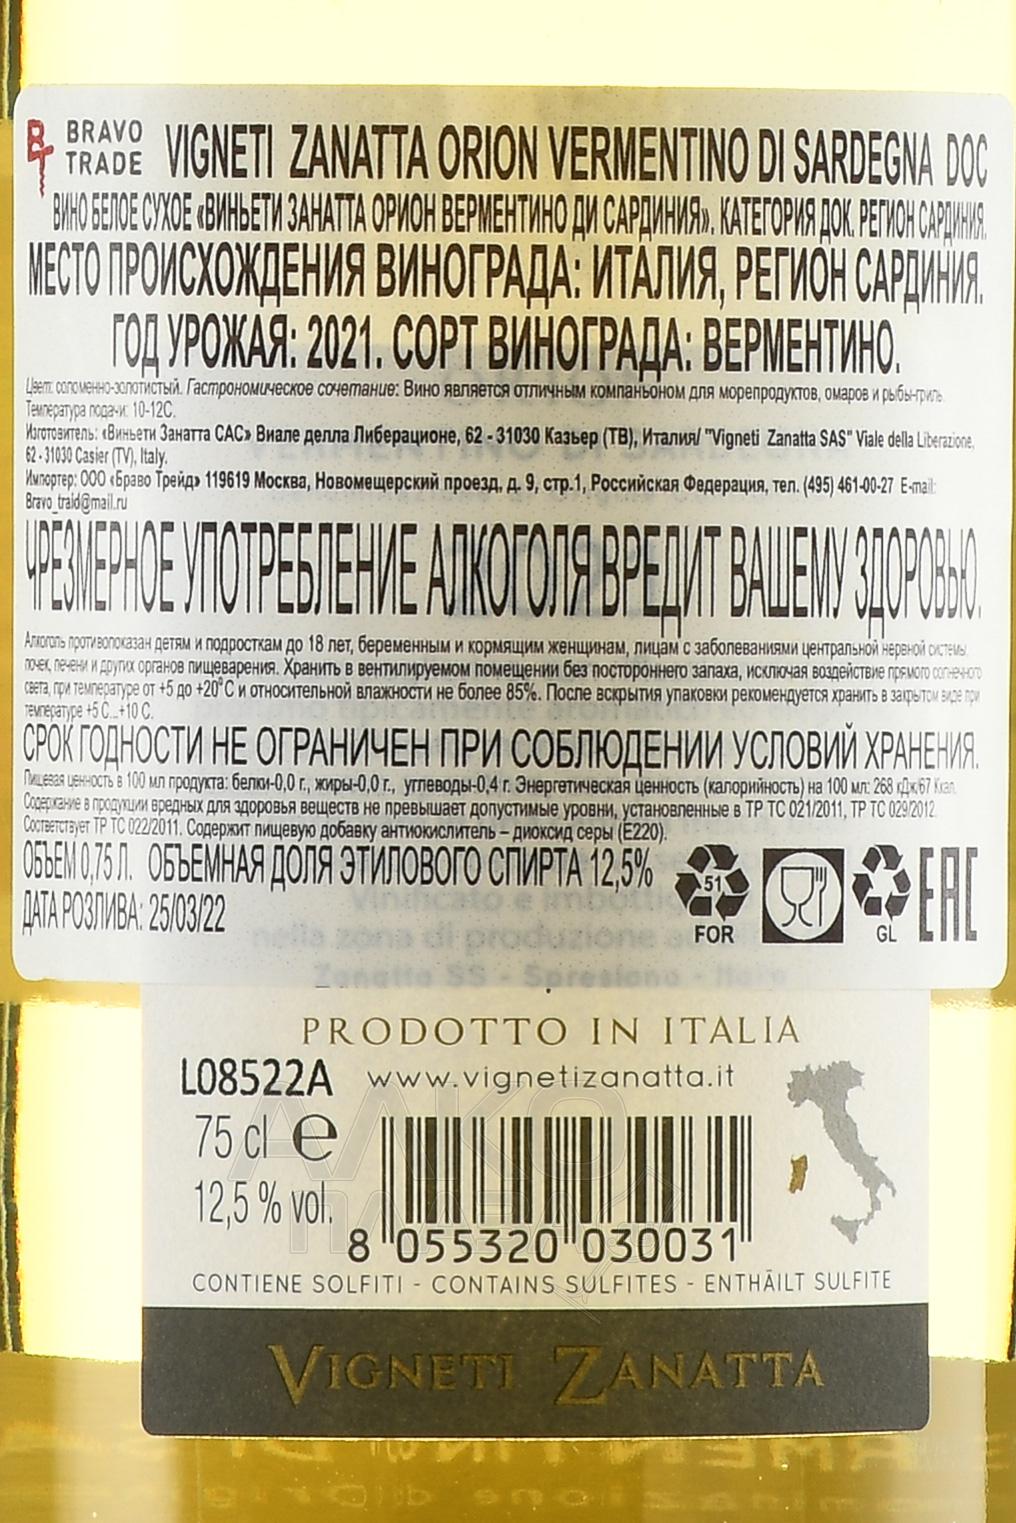 BRAVO TRADE
VIGNETI ZANATTA ORION VERMENTINO DI SARDEGNA DOC
ВИНО БЕЛОЕ СУХОЕ «ВИНЬЕТИ ЗАНАТТА ОРИОН ВЕРМЕНТИНО ДИ САРДИНИЯ». КАТЕГОРИЯ ДОК. РЕГИОН САРДИНИЯ.
МЕСТО ПРОИСХОЖДЕНИЯ ВИНОГРАДА: ИТАЛИЯ, РЕГИОН САРДИНИЯ.
ГОД УРОЖАЯ: 2021. СОРТ ВИНОГРАДА: ВЕРМЕНТИНО.
Цвет: соломенно-золотистый. Гастрономическое сочетание: Вино является отличным компаньоном для морепродуктов, омаров и рыбы-гриль.
Температура подачи: 10-12С.
Изготовитель: «Виньети Занатта САС» Виале делла Либерационе, 62 - 31030 Казьер (ТВ), Италия/ "Vigneti Zanatta SAS" Viale della Liberazione,
62 - 31030 Casier (TV), Italy.
Импортер: ООО «Браво Трейд» 119619 Москва, Новомещерский проезд, д. 9, стр.1, Российская Федерация, тел. (495) 461-00-27 E-mail:
Bravo_traid@mail.ru
ЧРЕЗМЕРНОЕ УПОТРЕБЛЕНИЕ АЛКОГОЛЯ ВРЕДИТ ВАШЕМУ ЗДОРОВЬЮ.
Алкоголь противопоказан детям и подросткам до 18 лет, беременным и кормящим женщинам, лицам с заболеваниями центральной нервной системы,
почек, печени и других органов пищеварения. Хранить в вентилируемом помещении без постороннего запаха, исключая воздействие прямого солнечного
света, при температуре от +5 до +20°С и относительной влажности не более 85%. После вскрытия упаковки рекомендуется хранить в закрытом виде при
температуре +5 С...+10 С.
СРОК ГОДНОСТИ НЕ ОГРАНИЧЕН ПРИ СОБЛЮДЕНИИ УСЛОВИЙ ХРАНЕНИЯ.
Пищевая ценность в 100 мл продукта: белки-0,0 г., жиры-0,0 г., углеводы-0,4 г. Энергетическая ценность (калорийность) на 100 мл: 268 кДж/67 Ккал.
Содержание в продукции вредных для здоровья веществ не превышает допустимые уровни, установленные в ТР ТС 021/2011, ТР ТС 029/2012.
Соответствует ТР ТС 022/2011. Содержит пищевую добавку антиокислитель – диоксид серы (Е220).
ОБЪЕМ 0,75 Л. ОБЪЕМНАЯ ДОЛЯ ЭТИЛОВОГО СПИРТА 12,5%
ДАТА РОЗЛИВА: 25/03/22
51
FOR
GL
EAC
Vinificato e imbottigliato
nella zona di produzione
Zanatta SS - Spresiano - Italy
PRODOTTO IN ITALIA
L08522A www.vignetizanatta.it
75 cl e
12,5 % vol.
8 055320 030031
CONTIENE SOLFITI - CONTAINS SULFITES - ENTHÄILT SULFITE
VIGNETI ZANATTA